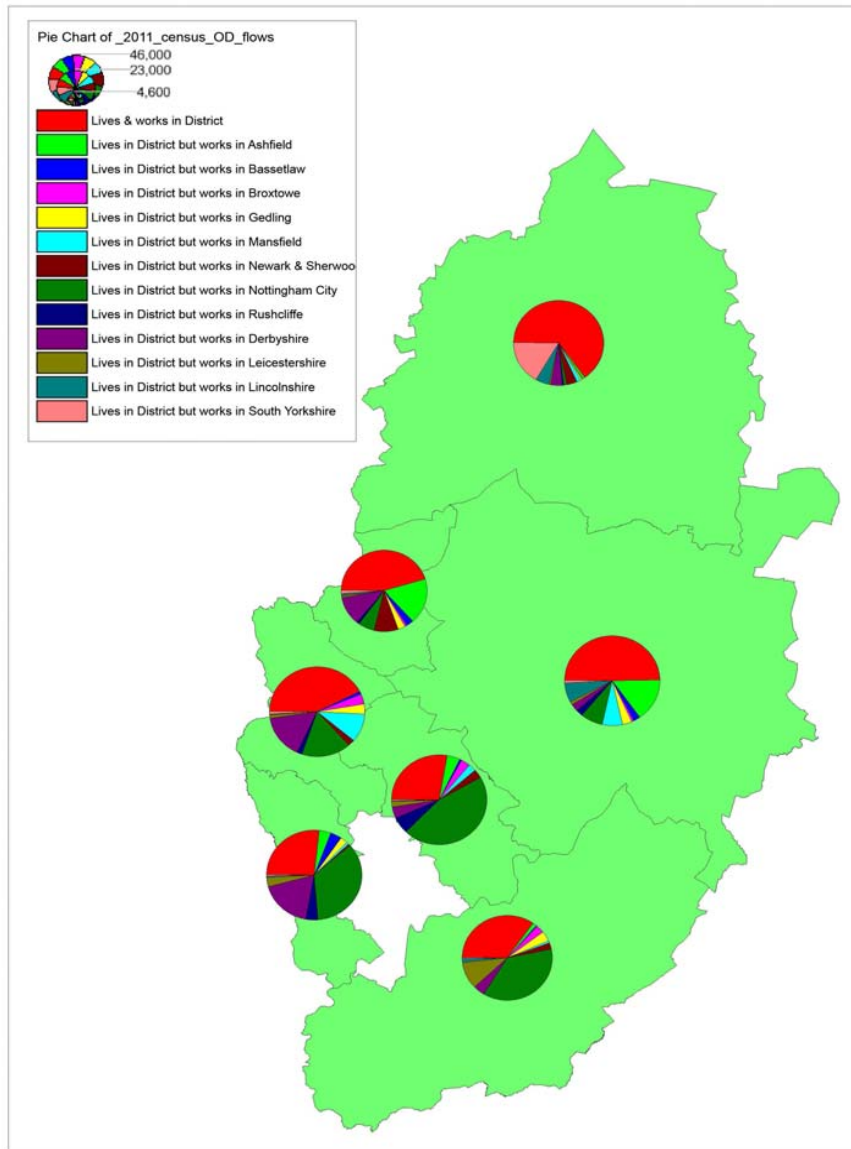 Pie Chart of _2011_census_OD_flows
46,000
23,000
4,600
Lives & works in District
Lives in District but works in Ashfield
Lives in District but works in Bassetlaw
Lives in District but works in Broxtowe
Lives in District but works in Gedling
Lives in District but works in Mansfield
Lives in District but works in Newark & Sherwoo
Lives in District but works in Nottingham City
Lives in District but works in Rushcliffe
Lives in District but works in Derbyshire
Lives in District but works in Leicestershire
Lives in District but works in Lincolnshire
Lives in District but works in South Yorkshire